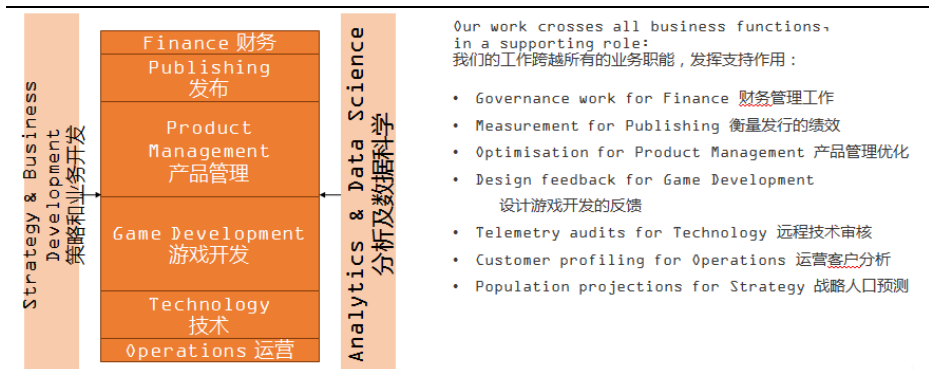 Strategy & Business
Development
策略和业务开发
Finance 财务
Publishing
发布
Product
Management
产品管理
Game Development
游戏开发
Technology
技术
Operations 运营
Analytics & Data Science
分析及数据科学
Our work crosses all business functions,
in a supporting role:
我们的工作跨越所有的业务职能，发挥支持作用：
• Governance work for Finance 财务管理工作
• Measurement for Publishing 衡量发行的绩效
• Optimisation for Product Management 产品管理优化
• Design feedback for Game Development
设计游戏开发的反馈
• Telemetry audits for Technology 远程技术审核
• Customer profiling for Operations 运营客户分析
• Population projections for Strategy 战略人口预测